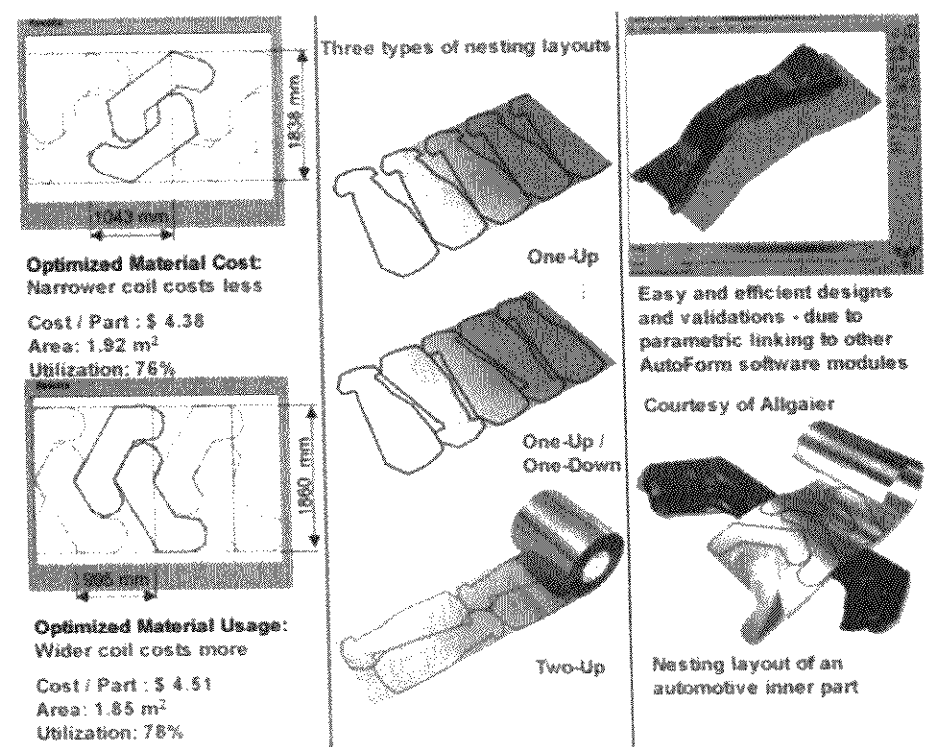 Results
1838 mm
1043 mm
Optimized Material Cost:
Narrower coil costs less
Cost / Part : $ 4.38
Area: 1.92 m²
Utilization: 76%
1860 mm
995 mm
Optimized Material Usage:
Wider coil costs more
Cost / Part : $ 4.51
Area: 1.85 m²
Utilization: 78%
Three types of nesting layouts
One-Up
One-Up /
One-Down
Two-Up
Easy and efficient designs
and validations - due to
parametric linking to other
AutoForm software modules
Courtesy of Allgaier
Nesting layout of an
automotive inner part